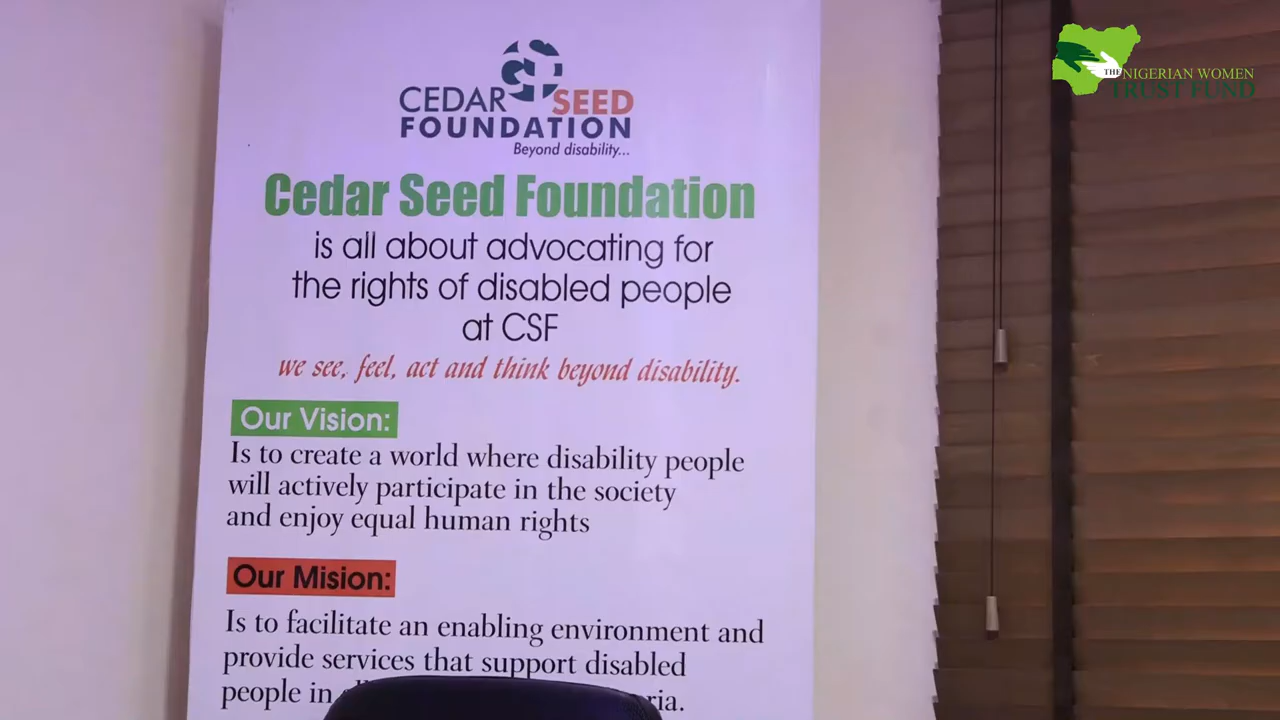 CEDAR SEED
FOUNDATION
Beyond disability...
Cedar Seed Foundation
is all about advocating for
the rights of disabled people
at CSF
we see, feel, act and think beyond disability.
Our Vision:
Is to create a world where disability people
will actively participate in the society
and enjoy equal human rights
Our Mision:
Is to facilitate an enabling environment and
provide services that support disabled
people in
THE NIGERIAN WOMEN
TRUST FUND